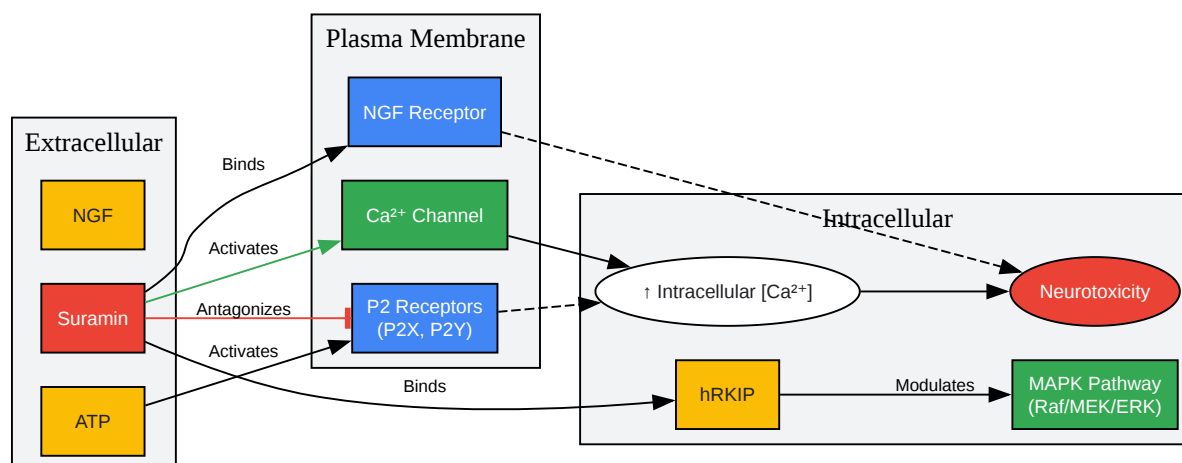 Plasma Membrane
Extracellular
NGF Receptor
Binds
NGF
Ca²⁺ Channel
Intracellular
Activates
Suramin
Antagonizes
P2 Receptors
(P2X, P2Y)
↑ Intracellular [Ca²⁺]
Neurotoxicity
Activates
Binds
ATP
hRKIP
Modulates
MAPK Pathway
(Raf/MEK/ERK)